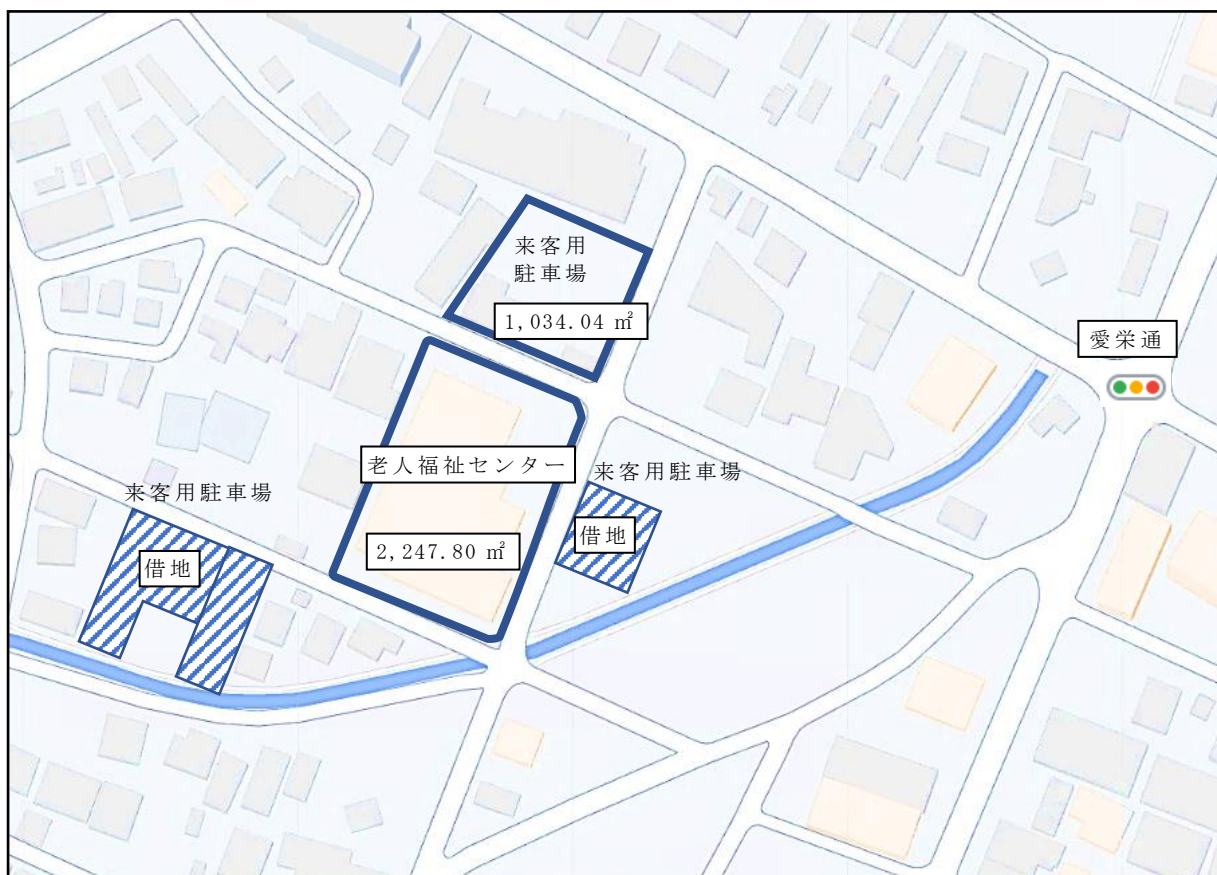 来客用
駐車場
1,034.04 ㎡
愛栄通
老人福祉センター
来客用駐車場
来客用駐車場
借地
2,247.80 ㎡
借地